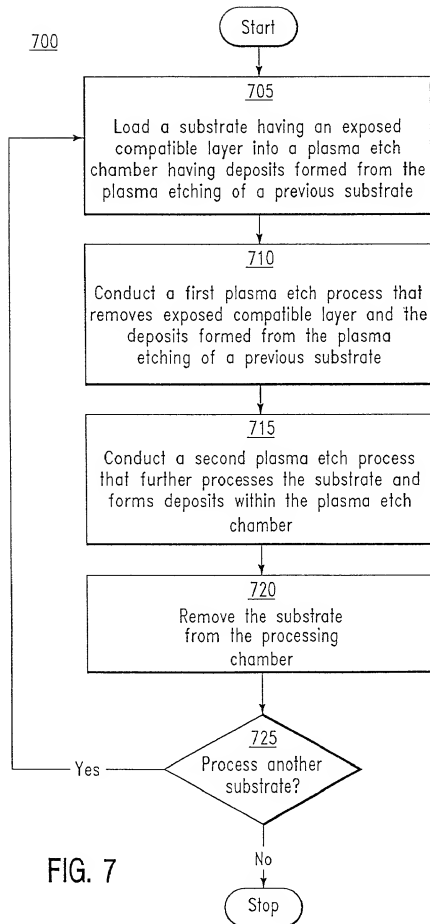 700
Start
705
Load a substrate having an exposed
compatible layer into a plasma etch
chamber having deposits formed from the
plasma etching of a previous substrate
710
Conduct a first plasma etch process that
removes exposed compatible layer and the
deposits formed from the plasma
etching of a previous substrate
715
Conduct a second plasma etch process
that further processes the substrate and
forms deposits within the plasma etch
chamber
720
Remove the substrate
from the processing
chamber
725
Process another
substrate?
Yes
No
Stop
FIG. 7